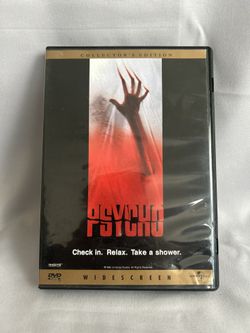 COLLECTOR'S EDITION
PSYCHO
Check in. Relax. Take a shower.
DVD
WIDESCREEN